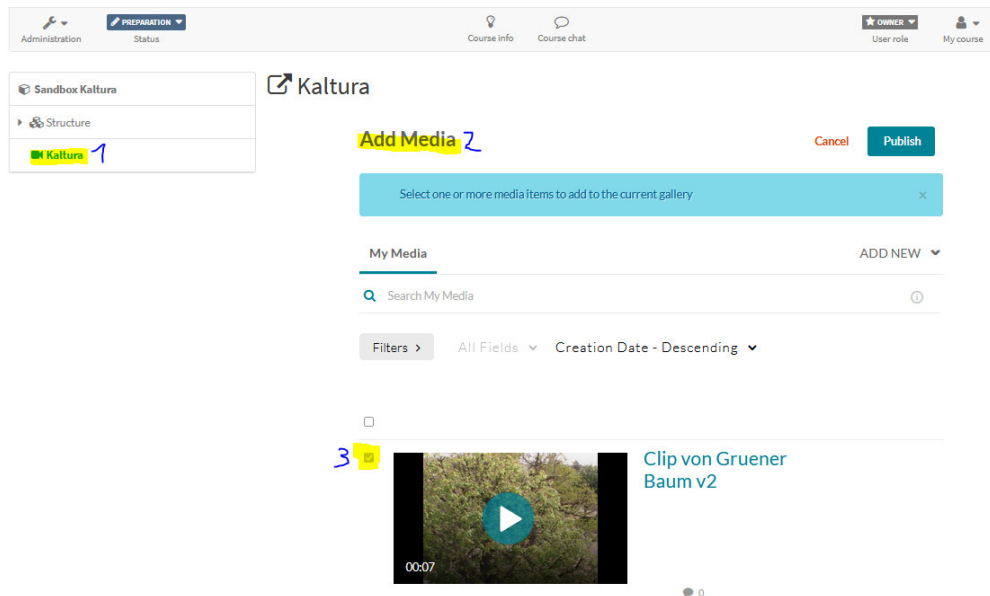 PREPARATION
OWNER
Administration
Status
Course info
Course chat
User role
My course
Sandbox Kaltura
Structure
Kaltura 1
Kaltura
Add Media 2
Cancel
Publish
Select one or more media items to add to the current gallery
×
My Media
ADD NEW
Search My Media
Filters >
All Fields
Creation Date - Descending
3
Clip von Gruener
Baum v2
00:07
0